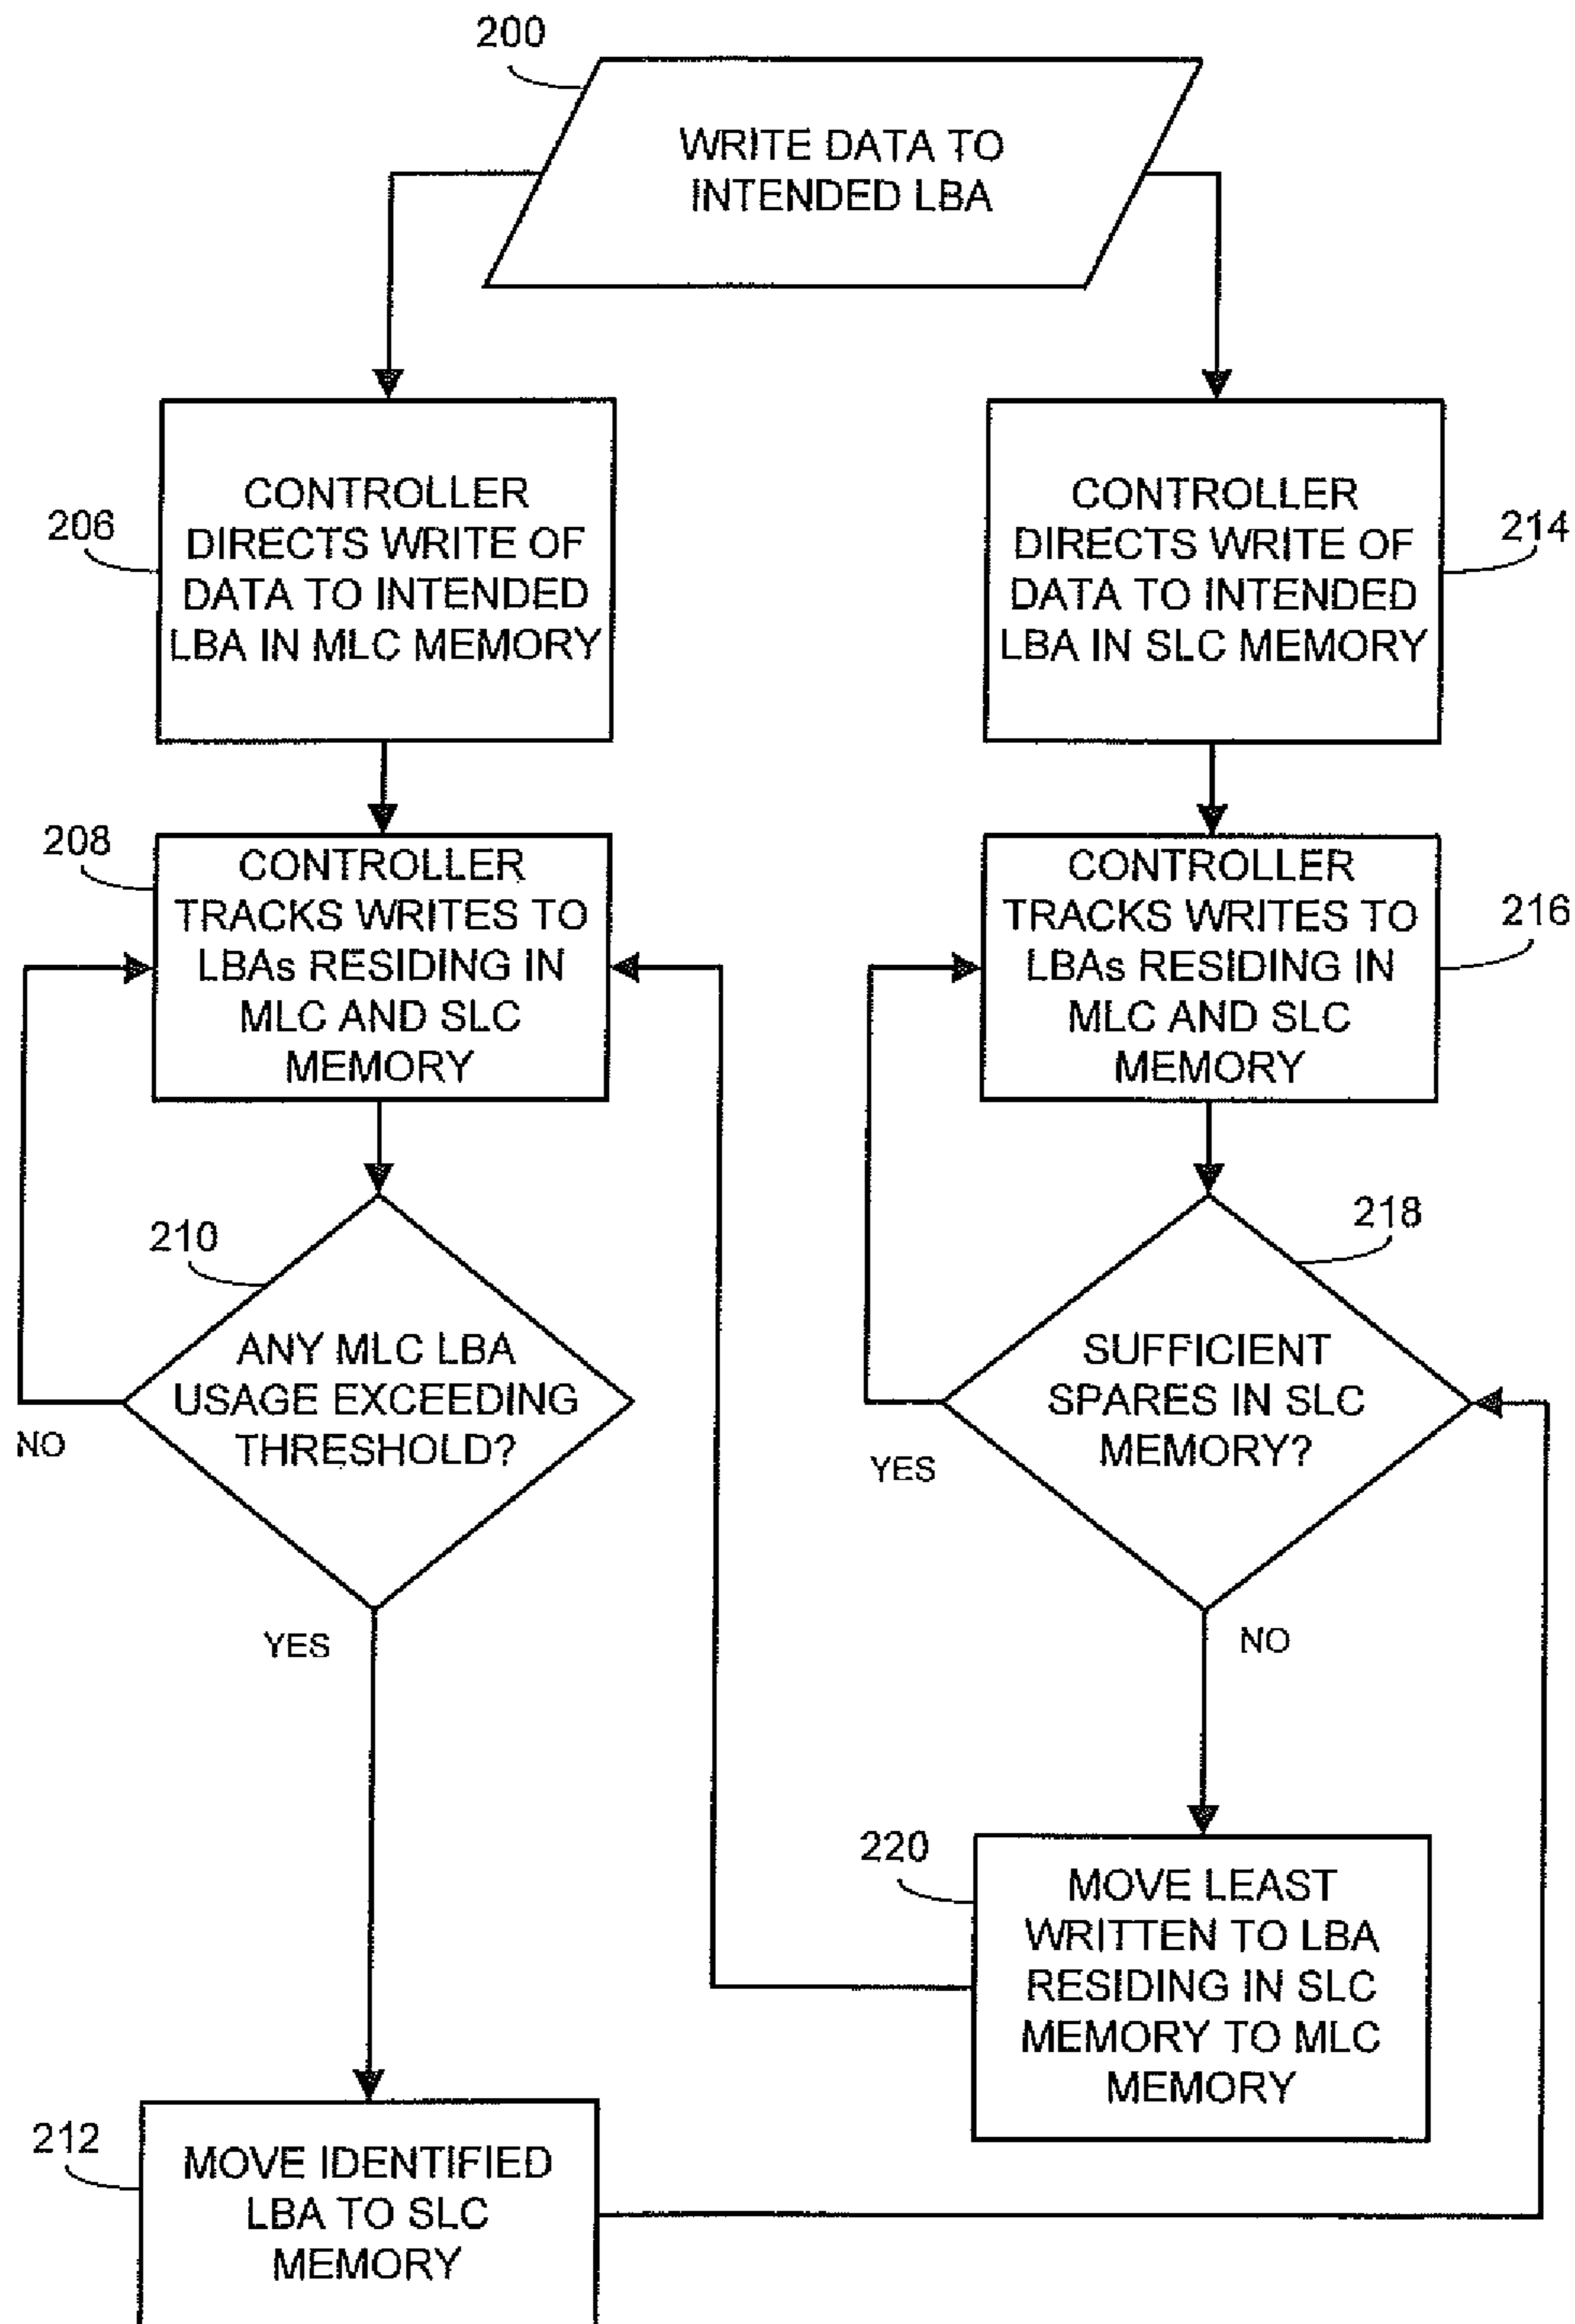 200
WRITE DATA TO
INTENDED LBA
206
CONTROLLER
DIRECTS WRITE OF
DATA TO INTENDED
LBA IN MLC MEMORY
214
CONTROLLER
DIRECTS WRITE OF
DATA TO INTENDED
LBA IN SLC MEMORY
208
CONTROLLER
TRACKS WRITES TO
LBAs RESIDING IN
MLC AND SLC
MEMORY
216
CONTROLLER
TRACKS WRITES TO
LBAs RESIDING IN
MLC AND SLC
MEMORY
210
ANY MLC LBA
USAGE EXCEEDING
THRESHOLD?
NO
YES
218
SUFFICIENT
SPARES IN SLC
MEMORY?
YES
NO
220
MOVE LEAST
WRITTEN TO LBA
RESIDING IN SLC
MEMORY TO MLC
MEMORY
212
MOVE IDENTIFIED
LBA TO SLC
MEMORY